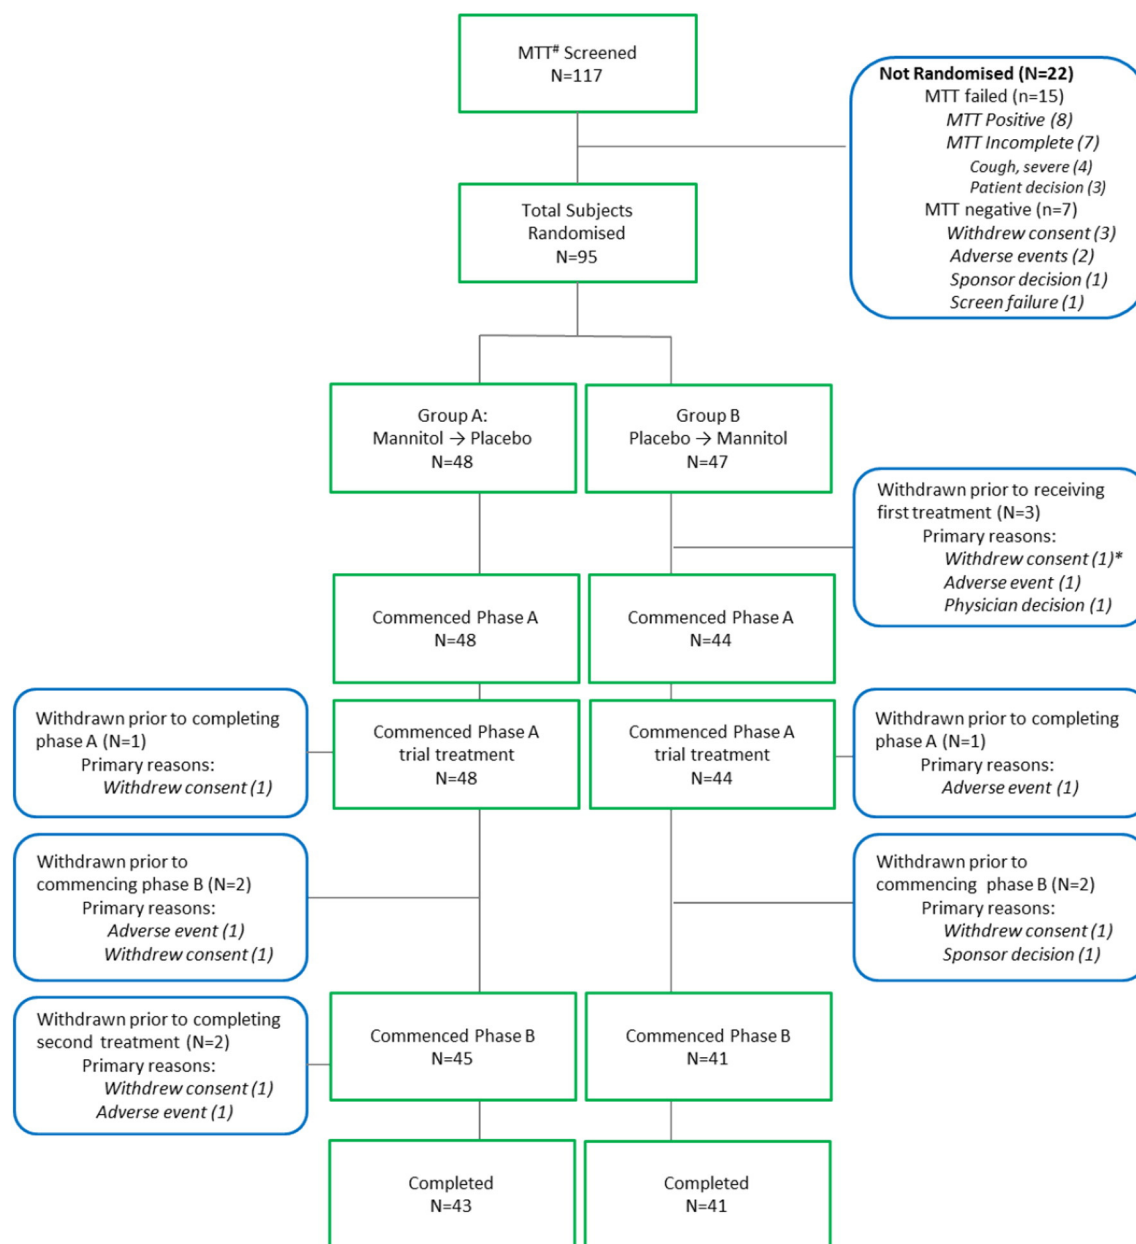 MTT# Screened
N=117
Not Randomised (N=22)
MTT failed (n=15)
MTT Positive (8)
MTT Incomplete (7)
Cough, severe (4)
Patient decision (3)
MTT negative (n=7)
Withdrew consent (3)
Adverse events (2)
Sponsor decision (1)
Screen failure (1)
Total Subjects
Randomised
N=95
Group A:
Mannitol → Placebo
N=48
Group B
Placebo → Mannitol
N=47
Withdrawn prior to receiving
first treatment (N=3)
Primary reasons:
Withdrew consent (1)*
Adverse event (1)
Physician decision (1)
Commenced Phase A
N=48
Commenced Phase A
N=44
Withdrawn prior to completing
phase A (N=1)
Primary reasons:
Withdrew consent (1)
Commenced Phase A
trial treatment
N=48
Commenced Phase A
trial treatment
N=44
Withdrawn prior to completing
phase A (N=1)
Primary reasons:
Adverse event (1)
Withdrawn prior to
commencing phase B (N=2)
Primary reasons:
Adverse event (1)
Withdrew consent (1)
Withdrawn prior to
commencing phase B (N=2)
Primary reasons:
Withdrew consent (1)
Sponsor decision (1)
Withdrawn prior to completing
second treatment (N=2)
Primary reasons:
Withdrew consent (1)
Adverse event (1)
Commenced Phase B
N=45
Commenced Phase B
N=41
Completed
N=43
Completed
N=41